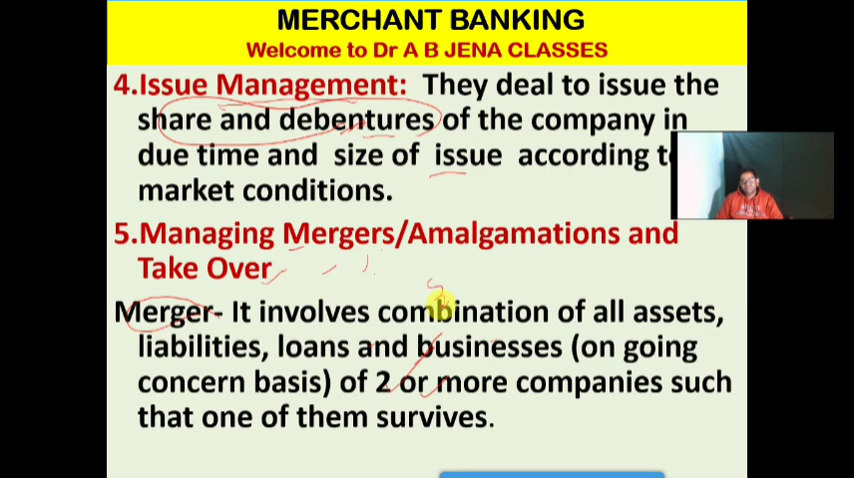 MERCHANT BANKING
Welcome to Dr A B JENA CLASSES
4.Issue Management: They deal to issue the
share and debentures of the company in
due time and size of issue according to
market conditions.
5.Managing Mergers/Amalgamations and
Take Over
Merger- It involves combination of all assets,
liabilities, loans and businesses (on going
concern basis) of 2 or more companies such
that one of them survives.